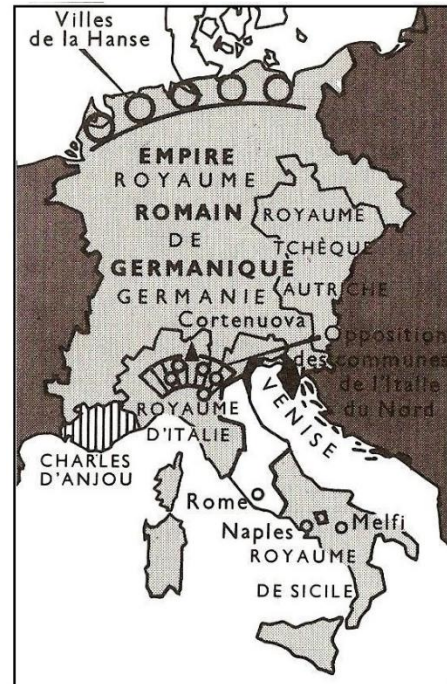 Villes
de la Hanse
EMPIRE
ROYAUME
ROMAIN
DE
GERMANIQUE
GERMANIE
ROYAUME
TCHÈQUE
AUTRICHE
Cortenuova
Opposition
des communes
de l'Italie
du Nord
ROYAUME
D'ITALIE
VENISE
CHARLES
D'ANJOU
Rome
Naples
Melfi
ROYAUME
DE SICILE